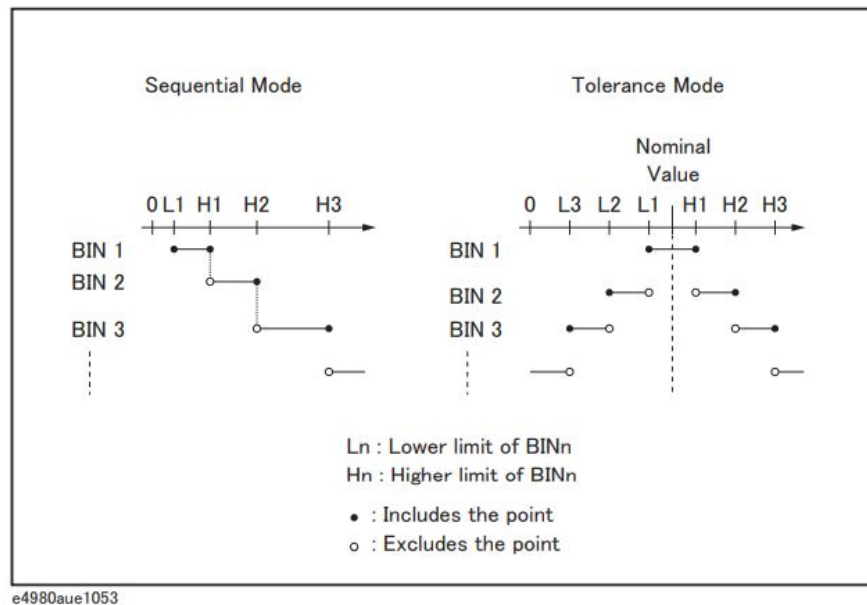 Sequential Mode
Tolerance Mode
Nominal
Value
0 L1 H1 H2 H3
0 L3 L2 L1 H1 H2 H3
BIN 1
BIN 2
BIN 3
BIN 1
BIN 2
BIN 3
Ln : Lower limit of BINn
Hn : Higher limit of BINn
: Includes the point
: Excludes the point
e4980aue1053